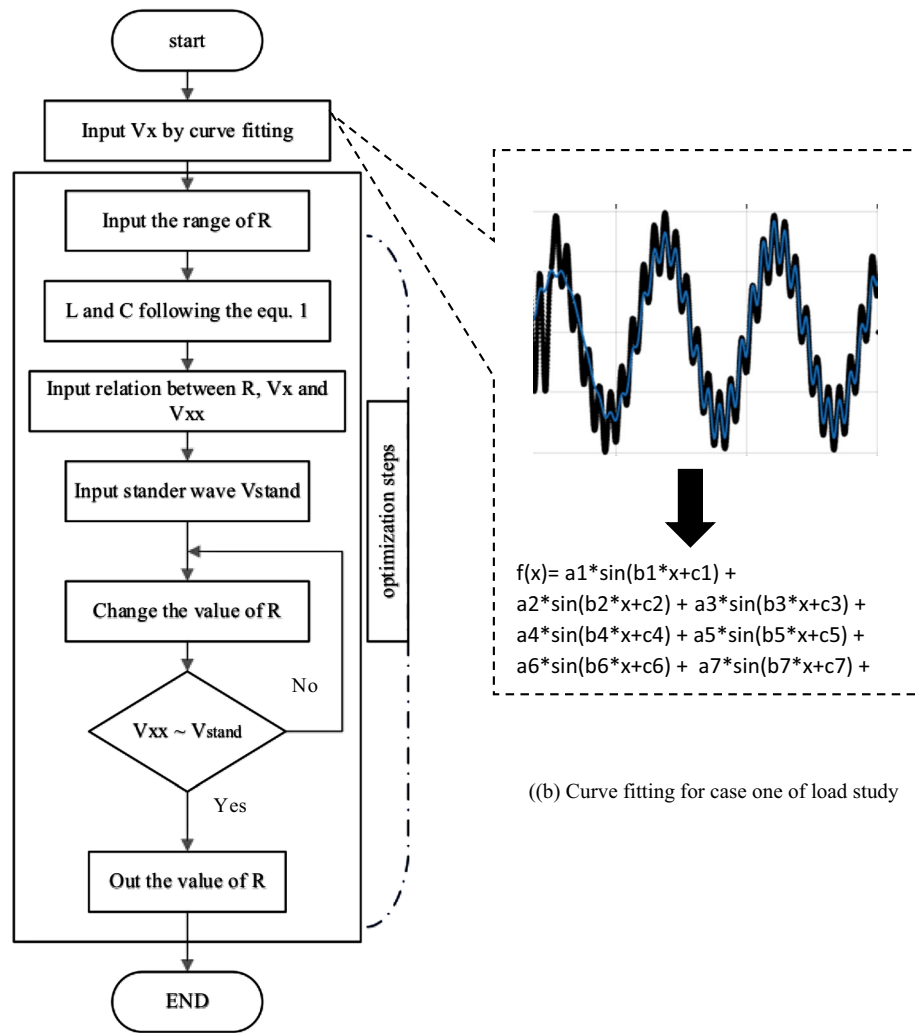 start
Input Vx by curve fitting
Input the range of R
L and C following the equ. 1
Input relation between R, Vx and
Vxx
Input stander wave Vstand
Change the value of R
No
Vxx ~ Vstand
Yes
Out the value of R
END
optimization steps
f(x)= a1*sin(b1*x+c1) +
a2*sin(b2*x+c2) + a3*sin(b3*x+c3) +
a4*sin(b4*x+c4) + a5*sin(b5*x+c5) +
a6*sin(b6*x+c6) + a7*sin(b7*x+c7) +
((b) Curve fitting for case one of load study